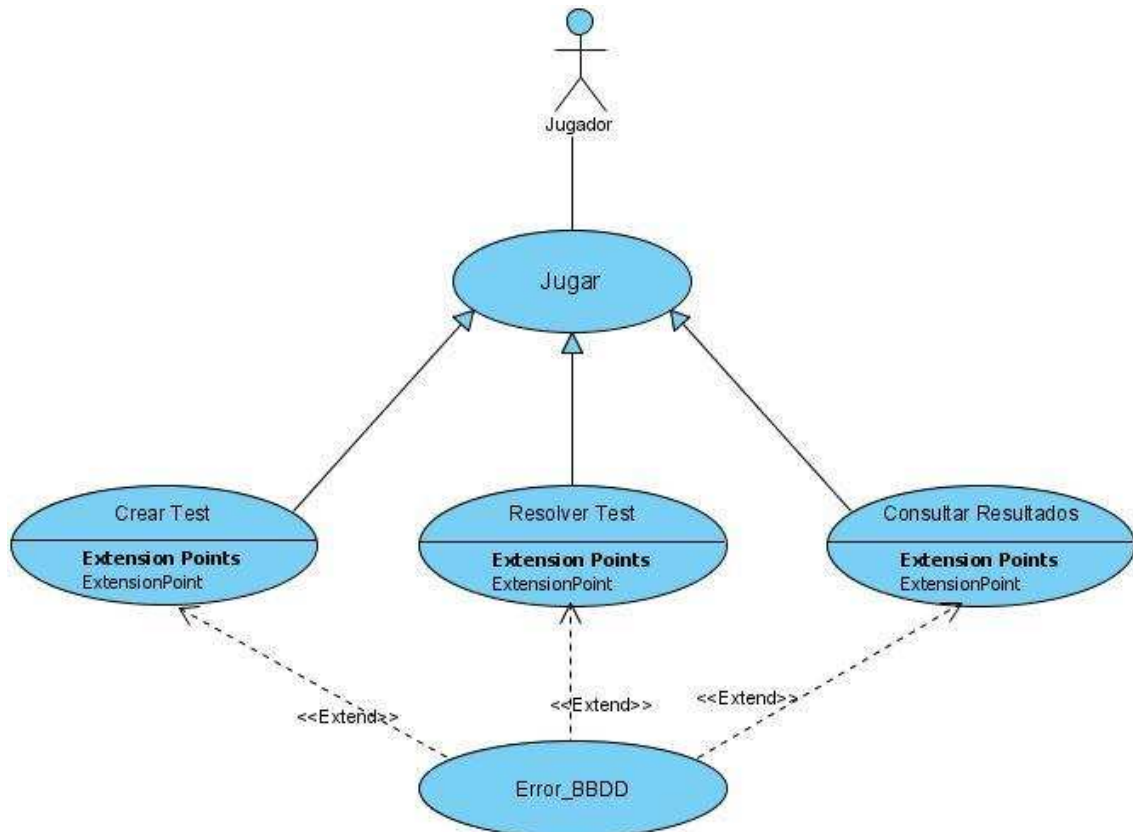 Jugador
Jugar
Crear Test
Extension Points
ExtensionPoint
Resolver Test
Extension Points
ExtensionPoint
Consultar Resultados
Extension Points
ExtensionPoint
<<Extend>>
<<Extend>>
<<Extend>>
Error_BBDD